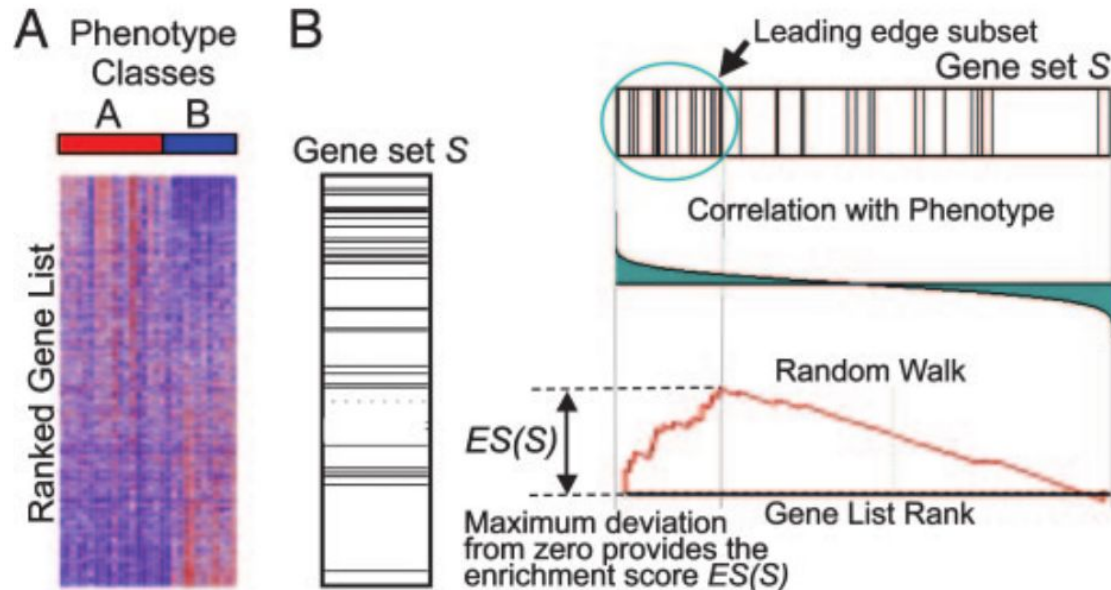 A
Phenotype
Classes
A B
Ranked Gene List
B
Gene set S
Leading edge subset
Gene set S
Correlation with Phenotype
Random Walk
ES(S)
Gene List Rank
Maximum deviation
from zero provides the
enrichment score ES(S)